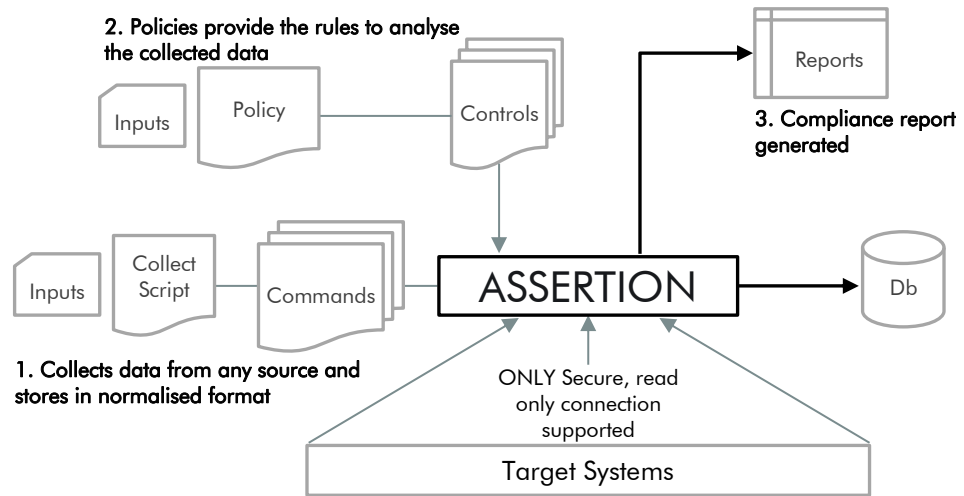 2. Policies provide the rules to analyse
the collected data
Inputs
Policy
Controls
Reports
3. Compliance report
generated
Inputs
Collect
Script
Commands
ASSERTION
Db
1. Collects data from any source and
stores in normalised format
ONLY Secure, read
only connection
supported
Target Systems